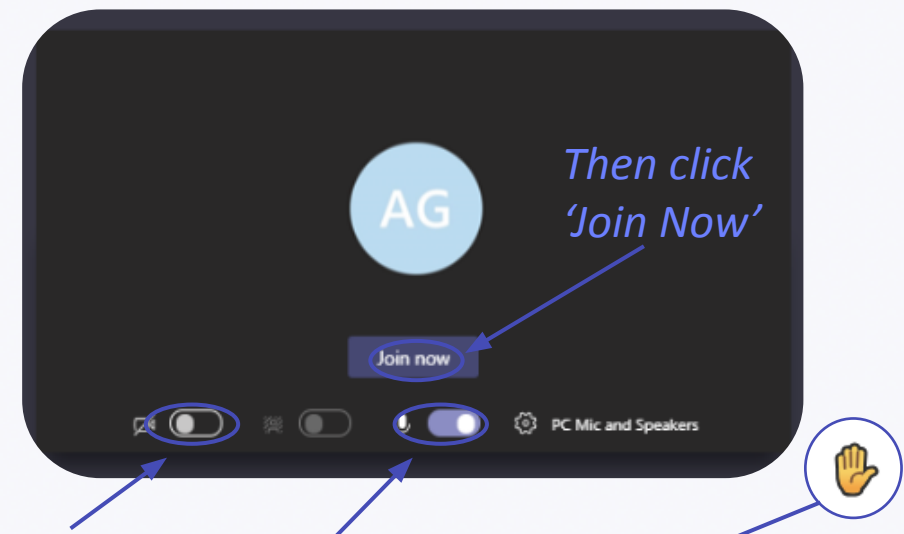 Then click
‘Join Now’
AG
Join now
PC Mic and Speakers